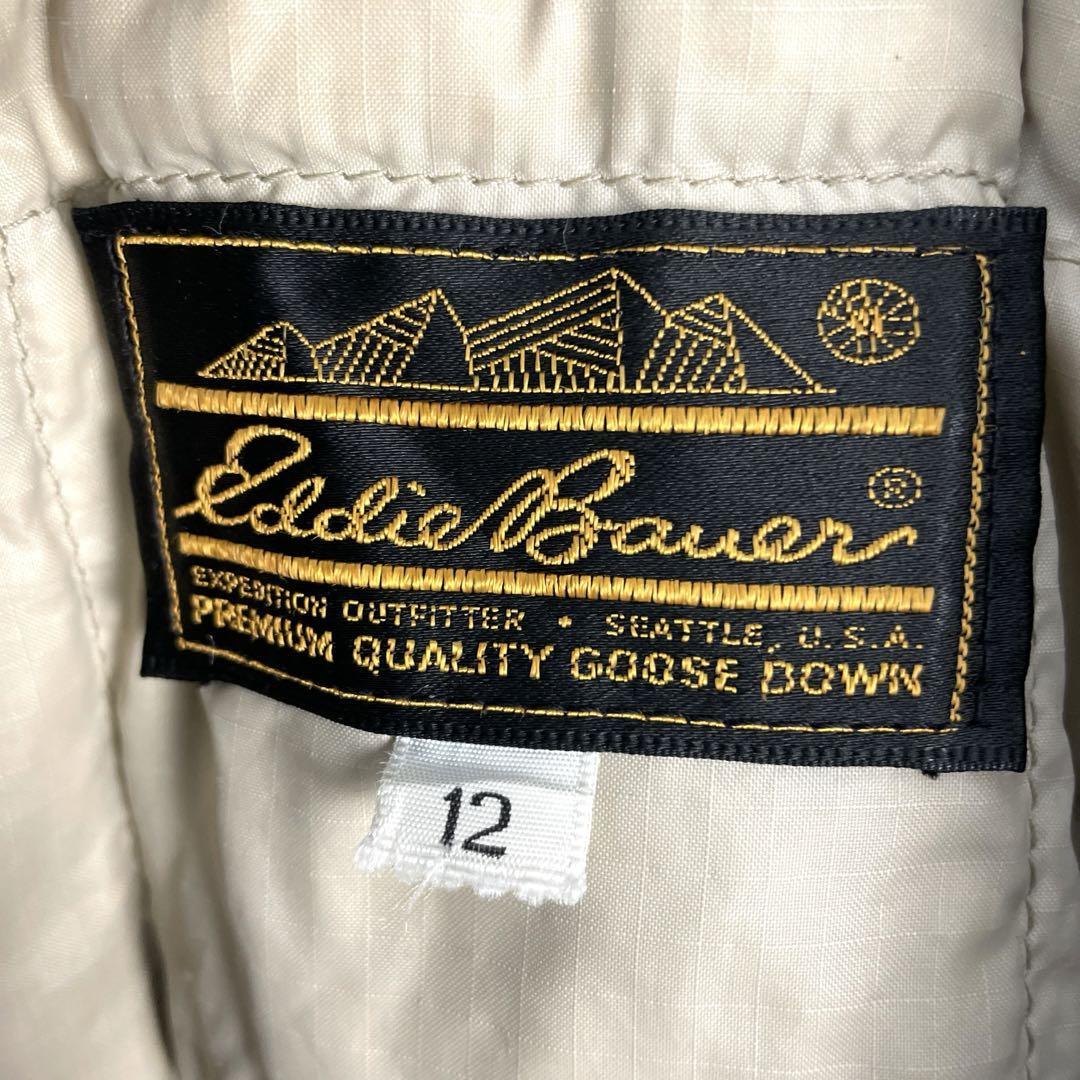 Eddie Bauer ®
EXPEDITION OUTFITTER • SEATTLE, U.S.A.
PREMIUM QUALITY GOOSE DOWN
12